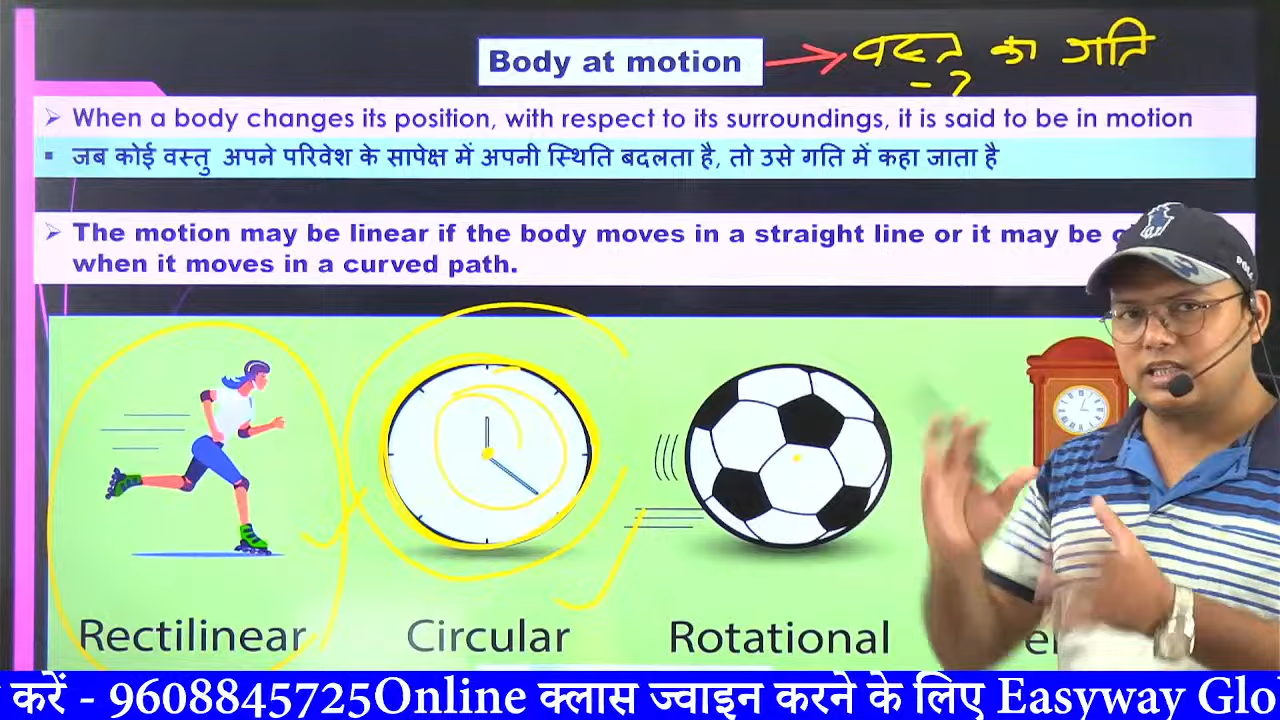 Body at motion
➢ When a body changes its position, with respect to its surroundings, it is said to be in motion
▪ जब कोई वस्तु अपने परिवेश के सापेक्ष में अपनी स्थिति बदलता है, तो उसे गति में कहा जाता है
➢ The motion may be linear if the body moves in a straight line or it may be
when it moves in a curved path.
Rectilinear Circular Rotational
करें - 9608845725Online क्लास ज्वाइन करने के लिए Easyway Glo